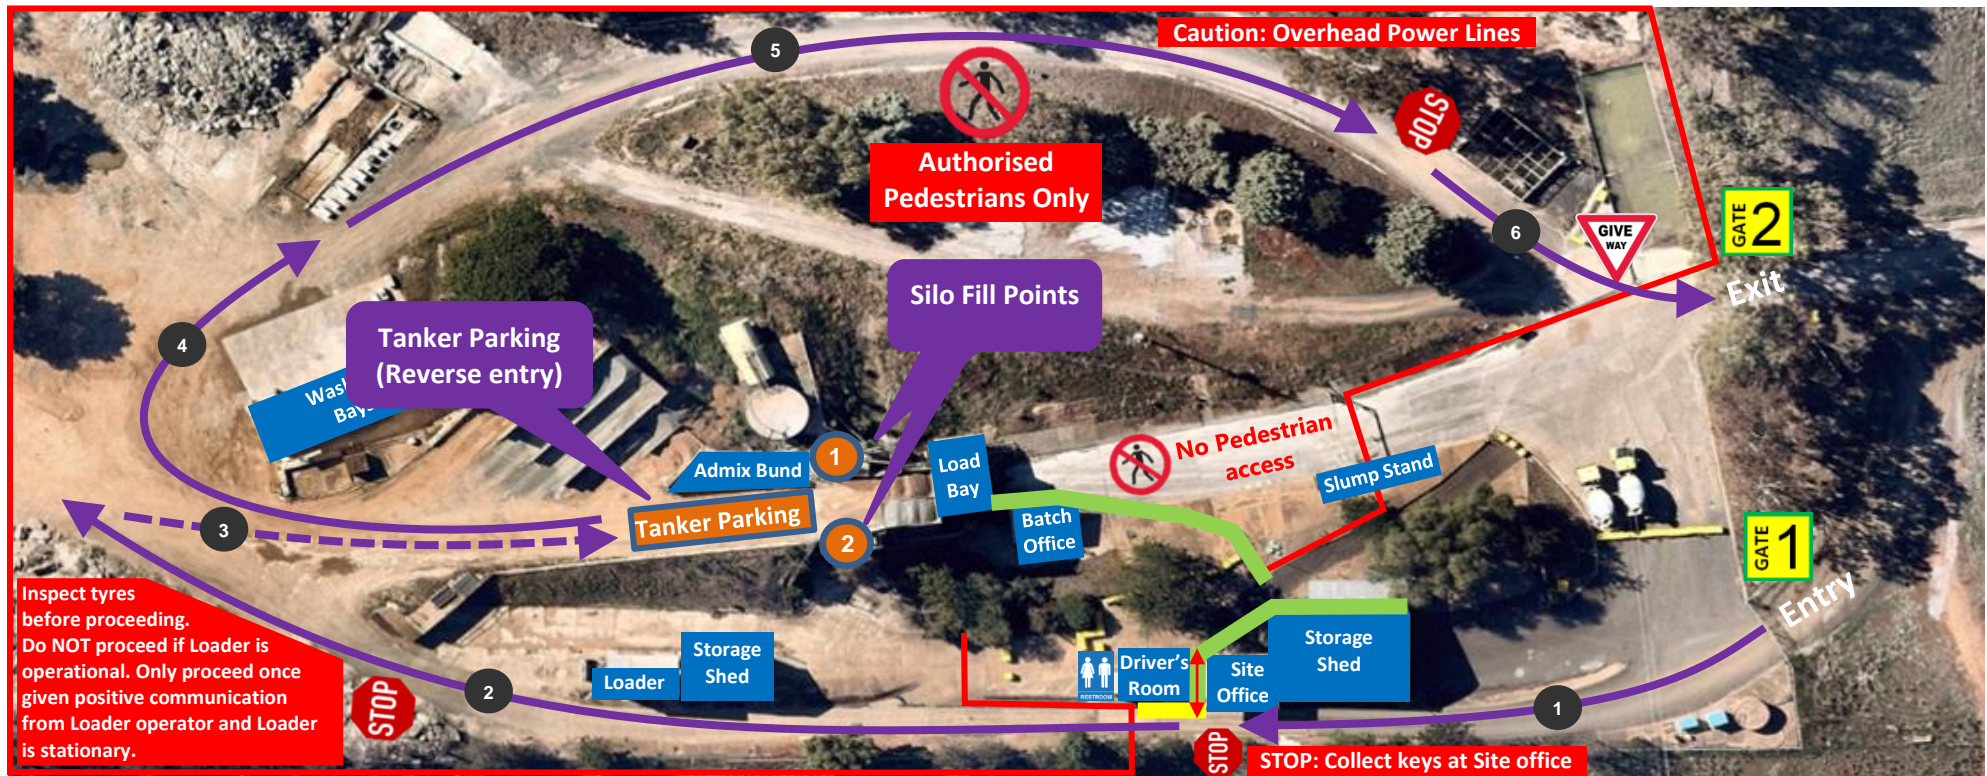 5
Caution: Overhead Power Lines
STOP
Authorised
Pedestrians Only
6
GIVE
WAY
GATE 2
Exit
Silo Fill Points
Tanker Parking
(Reverse entry)
4
Bays
1
Admix Bund
Load
Bay
No Pedestrian
access
Slump Stand
Tanker Parking
3
2
Batch
Office
GATE 1
Entry
Inspect tyres
before proceeding.
Do NOT proceed if Loader is
operational. Only proceed once
given positive communication
from Loader operator and Loader
is stationary.
STOP
2
Loader
Storage
Shed
RESTROOM
Driver's
Room
Site
Office
Storage
Shed
1
STOP
STOP: Collect keys at Site office